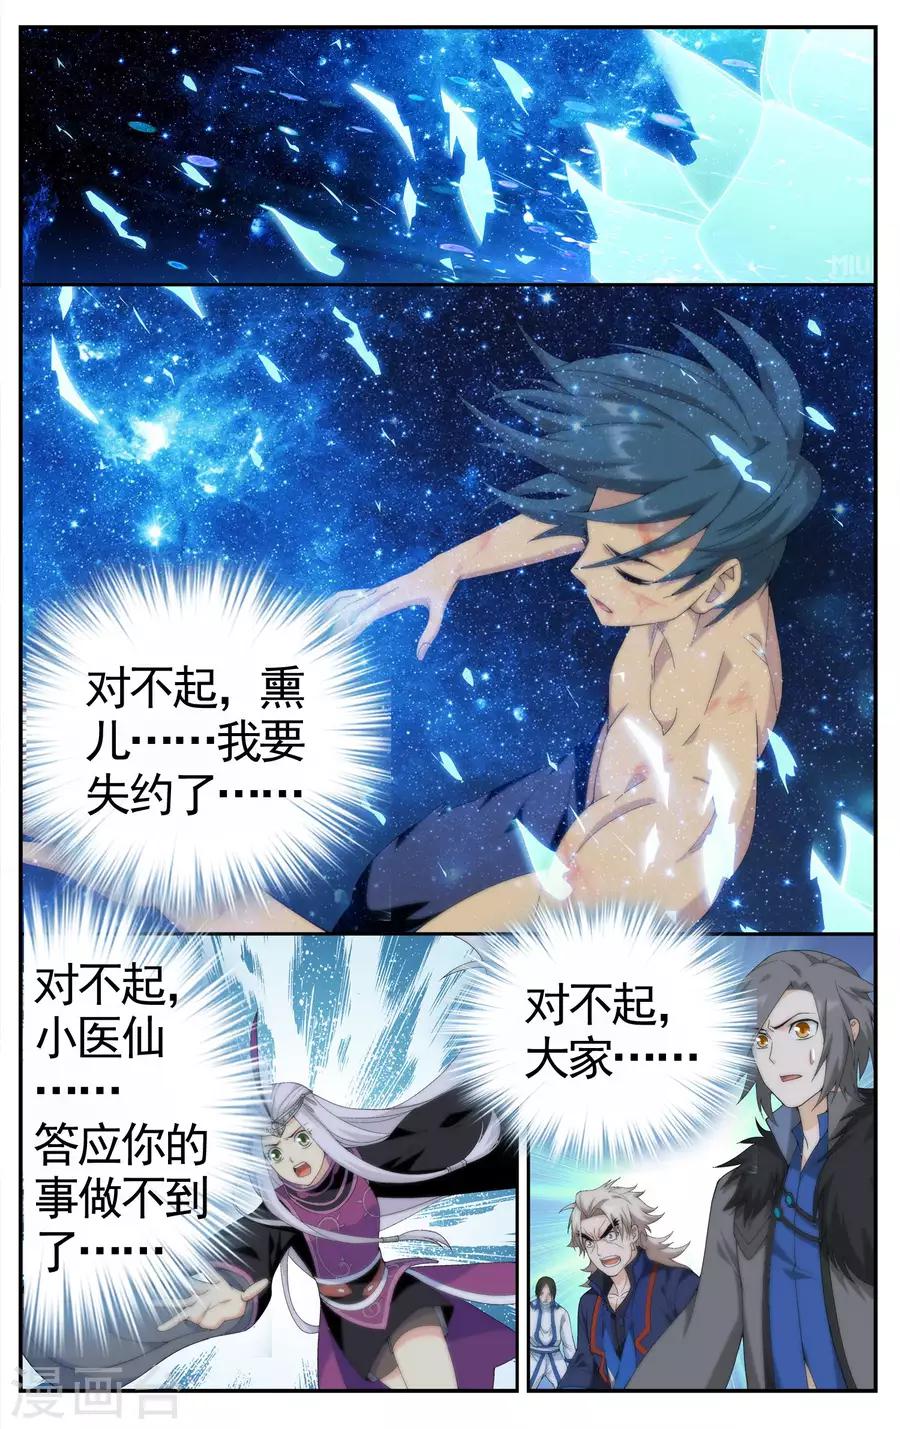 MIU
对不起，熏
儿……我要
失约了……
对不起，
小医仙
……
答应你的
事做不到
了……
对不起，
大家……
漫画台